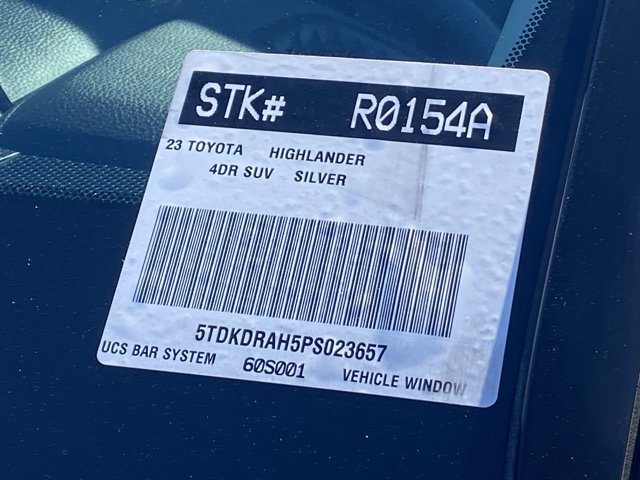 STK# R0154A
23 TOYOTA HIGHLANDER
4DR SUV SILVER
5TDKDRAH5PS023657
UCS BAR SYSTEM 60S001 VEHICLE WINDOW